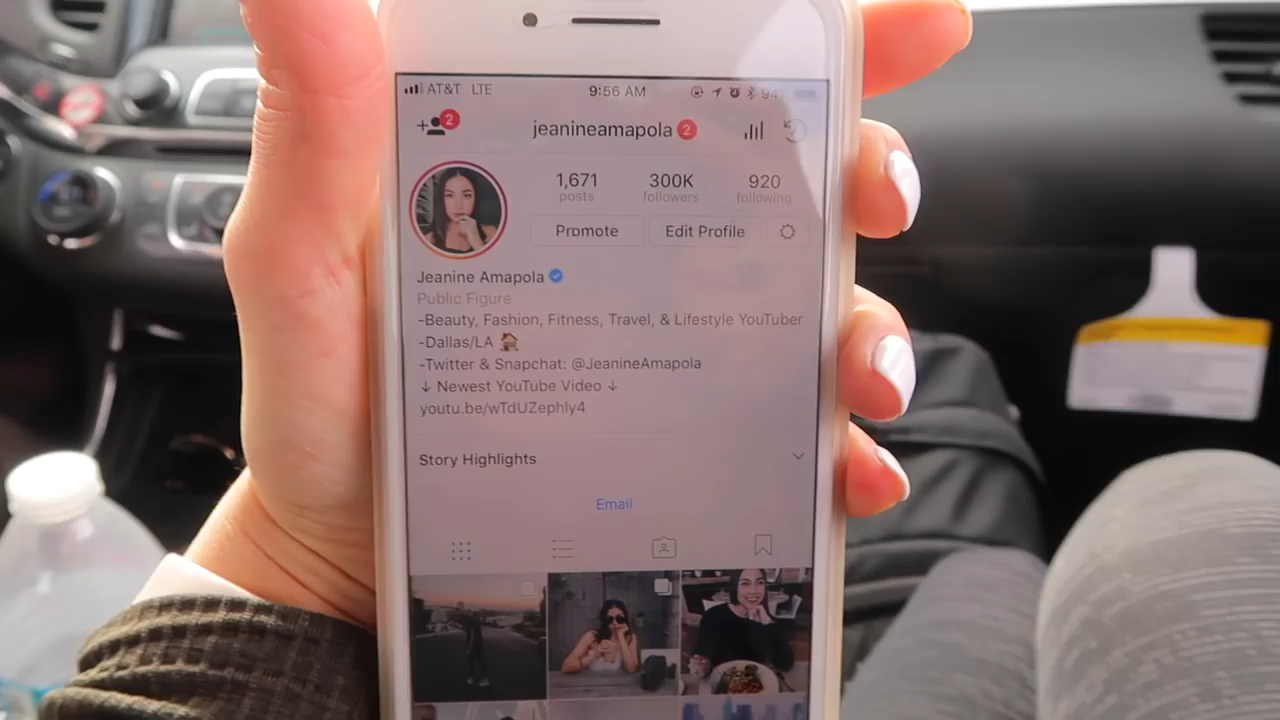 AT&T LTE 9:56 AM 94
2
jeanineamapola 2
1,671 300K 920
posts followers following
Promote Edit Profile
Jeanine Amapola
Public Figure
-Beauty, Fashion, Fitness, Travel, & Lifestyle YouTuber
-Dallas/LA 🏠
-Twitter & Snapchat: @JeanineAmapola
↓ Newest YouTube Video ↓
youtu.be/wTdUZephly4
Story Highlights
Email